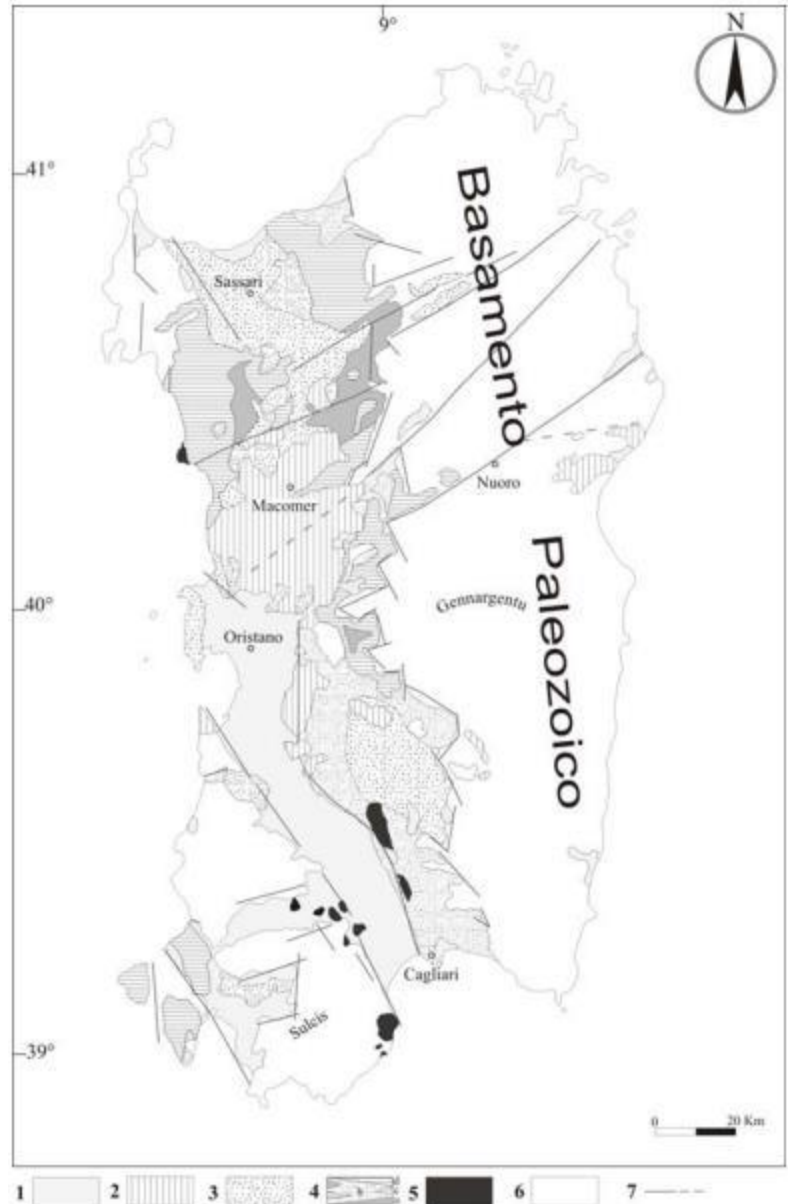 9°
N
41°
Basamento
Sassari
Nuoro
Macomer
Paleozoico
40°
Gennargentu
Oristano
Cagliari
Sulcis
39°
0 20 Km
1 2 3 4 5 6 7